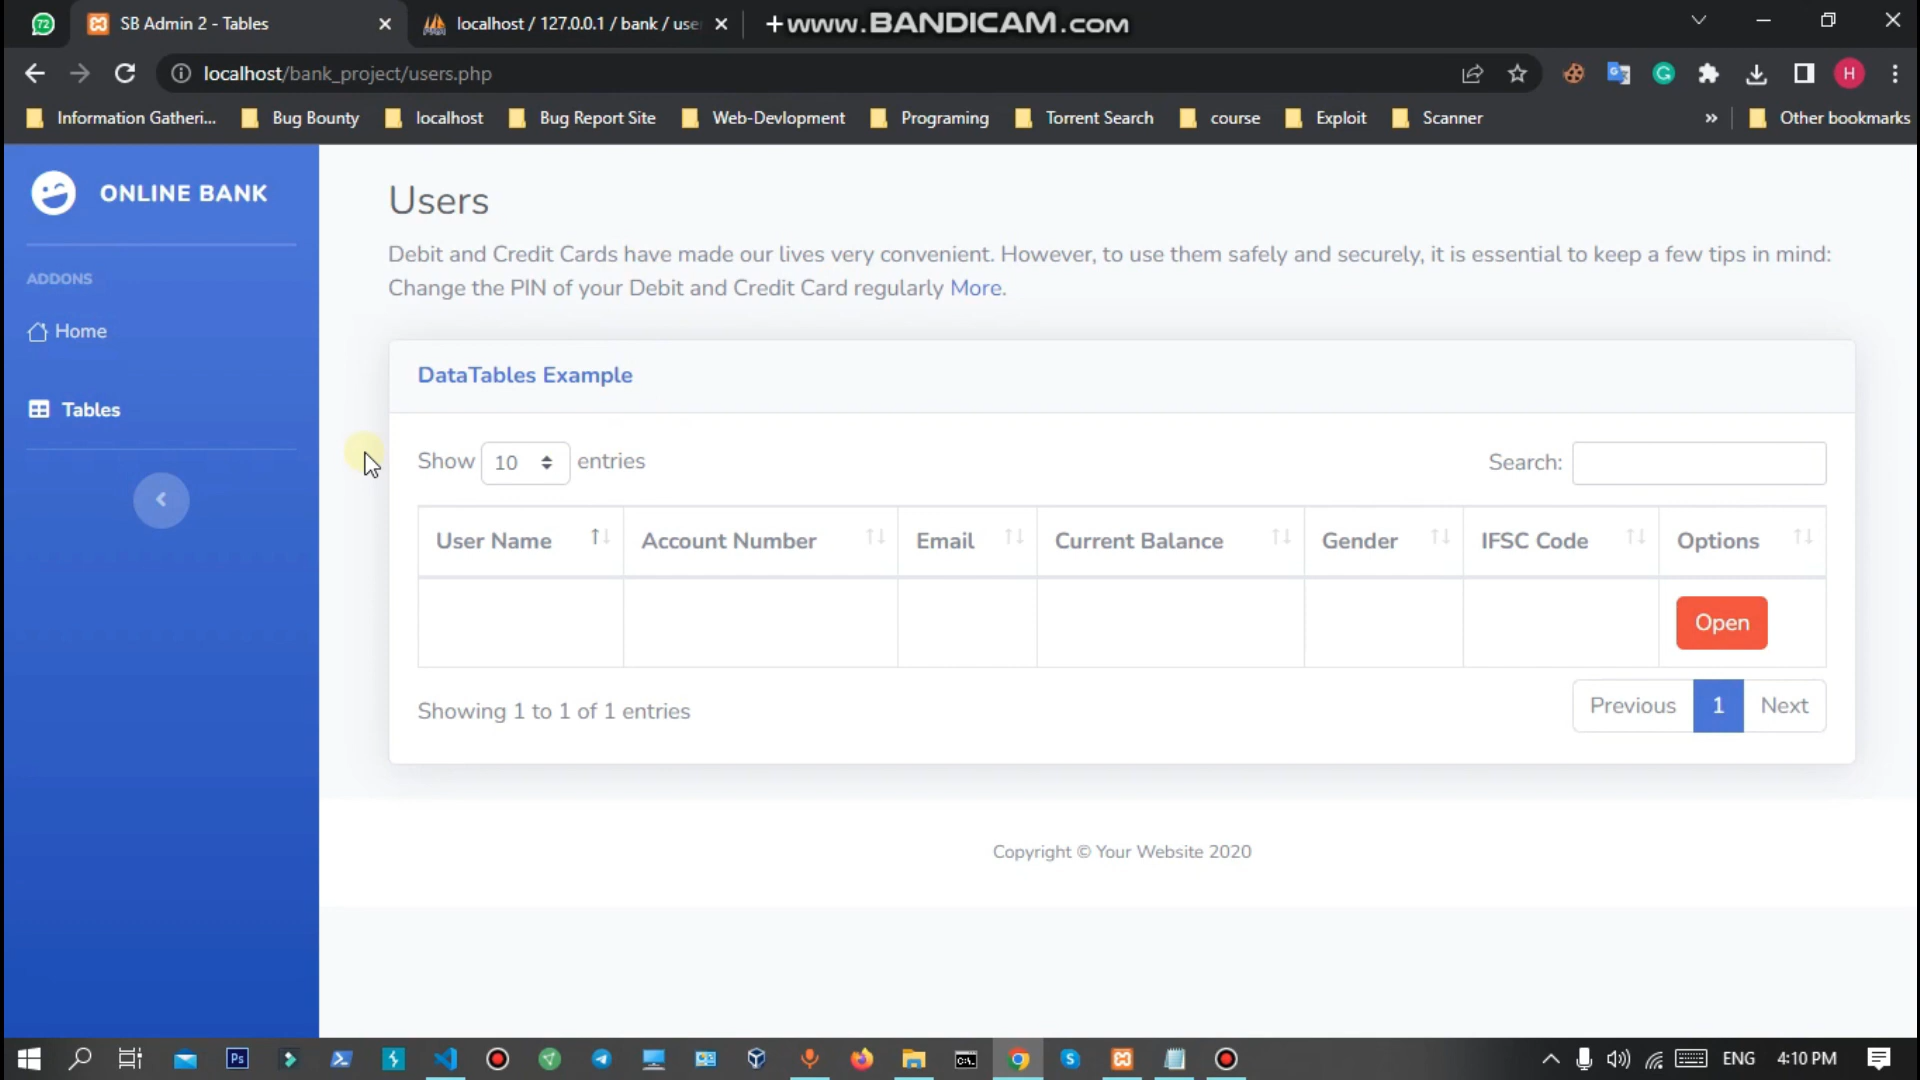 72
SB Admin 2 - Tables
localhost / 127.0.0.1 / bank / use
www.BANDICAM.com
localhost/bank_project/users.php
H
Information Gatheri...
Bug Bounty
localhost
Bug Report Site
Web-Devlopment
Programing
Torrent Search
course
Exploit
Scanner
»
Other bookmarks
ONLINE BANK
ADDONS
Home
Tables
Users
Debit and Credit Cards have made our lives very convenient. However, to use them safely and securely, it is essential to keep a few tips in mind:
Change the PIN of your Debit and Credit Card regularly More.
DataTables Example
Show 10 entries
Search:
User Name
Account Number
Email
Current Balance
Gender
IFSC Code
Options
Open
Showing 1 to 1 of 1 entries
Previous
1
Next
Copyright © Your Website 2020
Ps
C:\.
S
ENG
4:10 PM